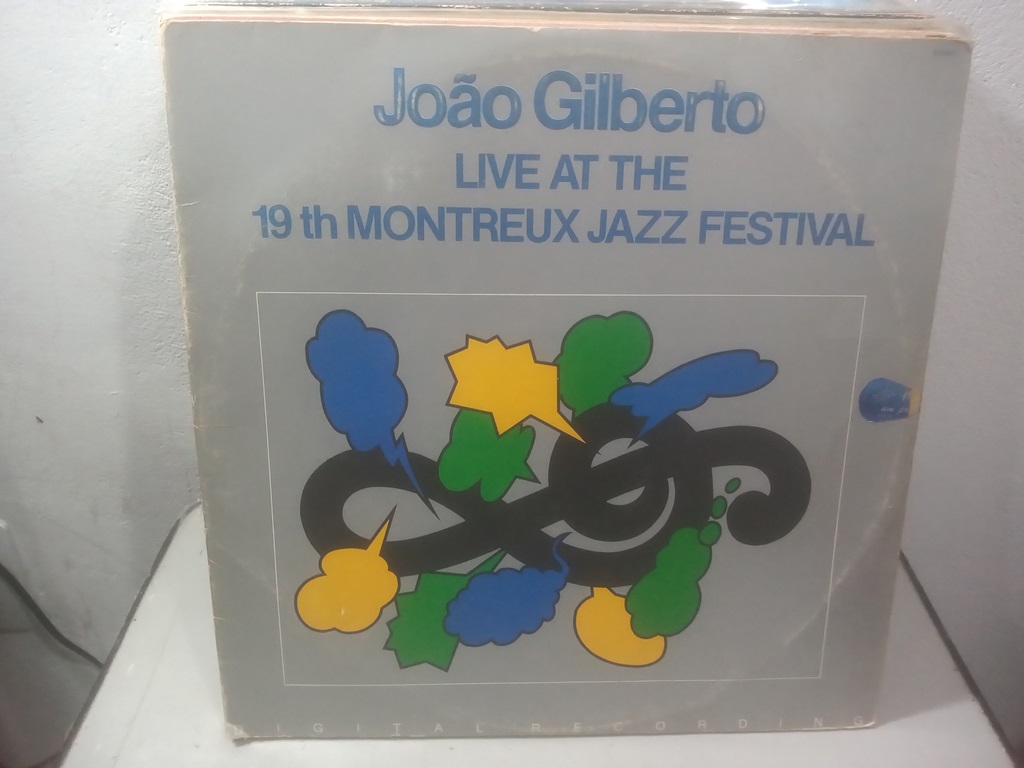 João Gilberto
LIVE AT THE
19 th MONTREUX JAZZ FESTIVAL
DIGITAL RECORDING